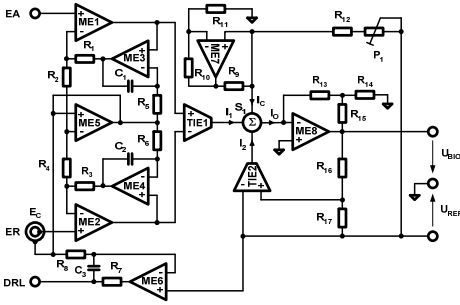 EA
ME1
R11
R12
P1
R1
ME3
ME7
R2
C1
R10
R9
R13
R14
R5
S1
IC
ME5
TIE1
I1
Σ
IO
ME8
R15
R6
I2
C2
R4
R3
ME4
TIE2
R16
UBIO
EC
ER
ME2
R17
UREF
R8
C3
R7
ME6
DRL